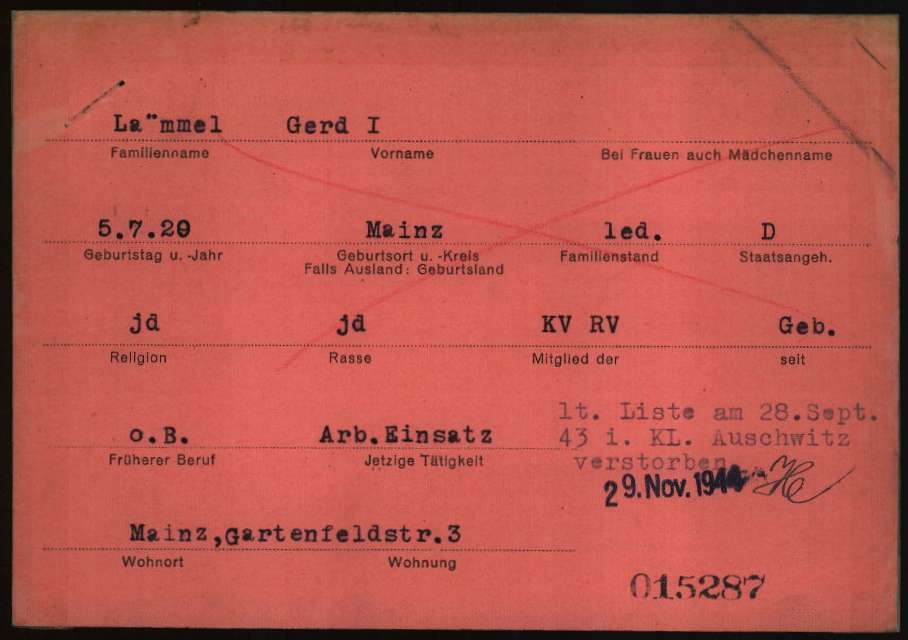 La¨mmel Gerd I
Familienname Vorname Bei Frauen auch Mädchenname
5.7.20 Mainz led. D
Geburtstag u. -Jahr Geburtsort u. -Kreis Familienstand Staatsangeh.
Falls Ausland: Geburtsland
jd jd KV RV Geb.
Religion Rasse Mitglied der seit
lt. Liste am 28.Sept.
o.B. Arb.Einsatz 43 i. KL. Auschwitz
Früherer Beruf Jetzige Tätigkeit verstorben
29.Nov.1944
Mainz,Gartenfeldstr.3
Wohnort Wohnung
015287